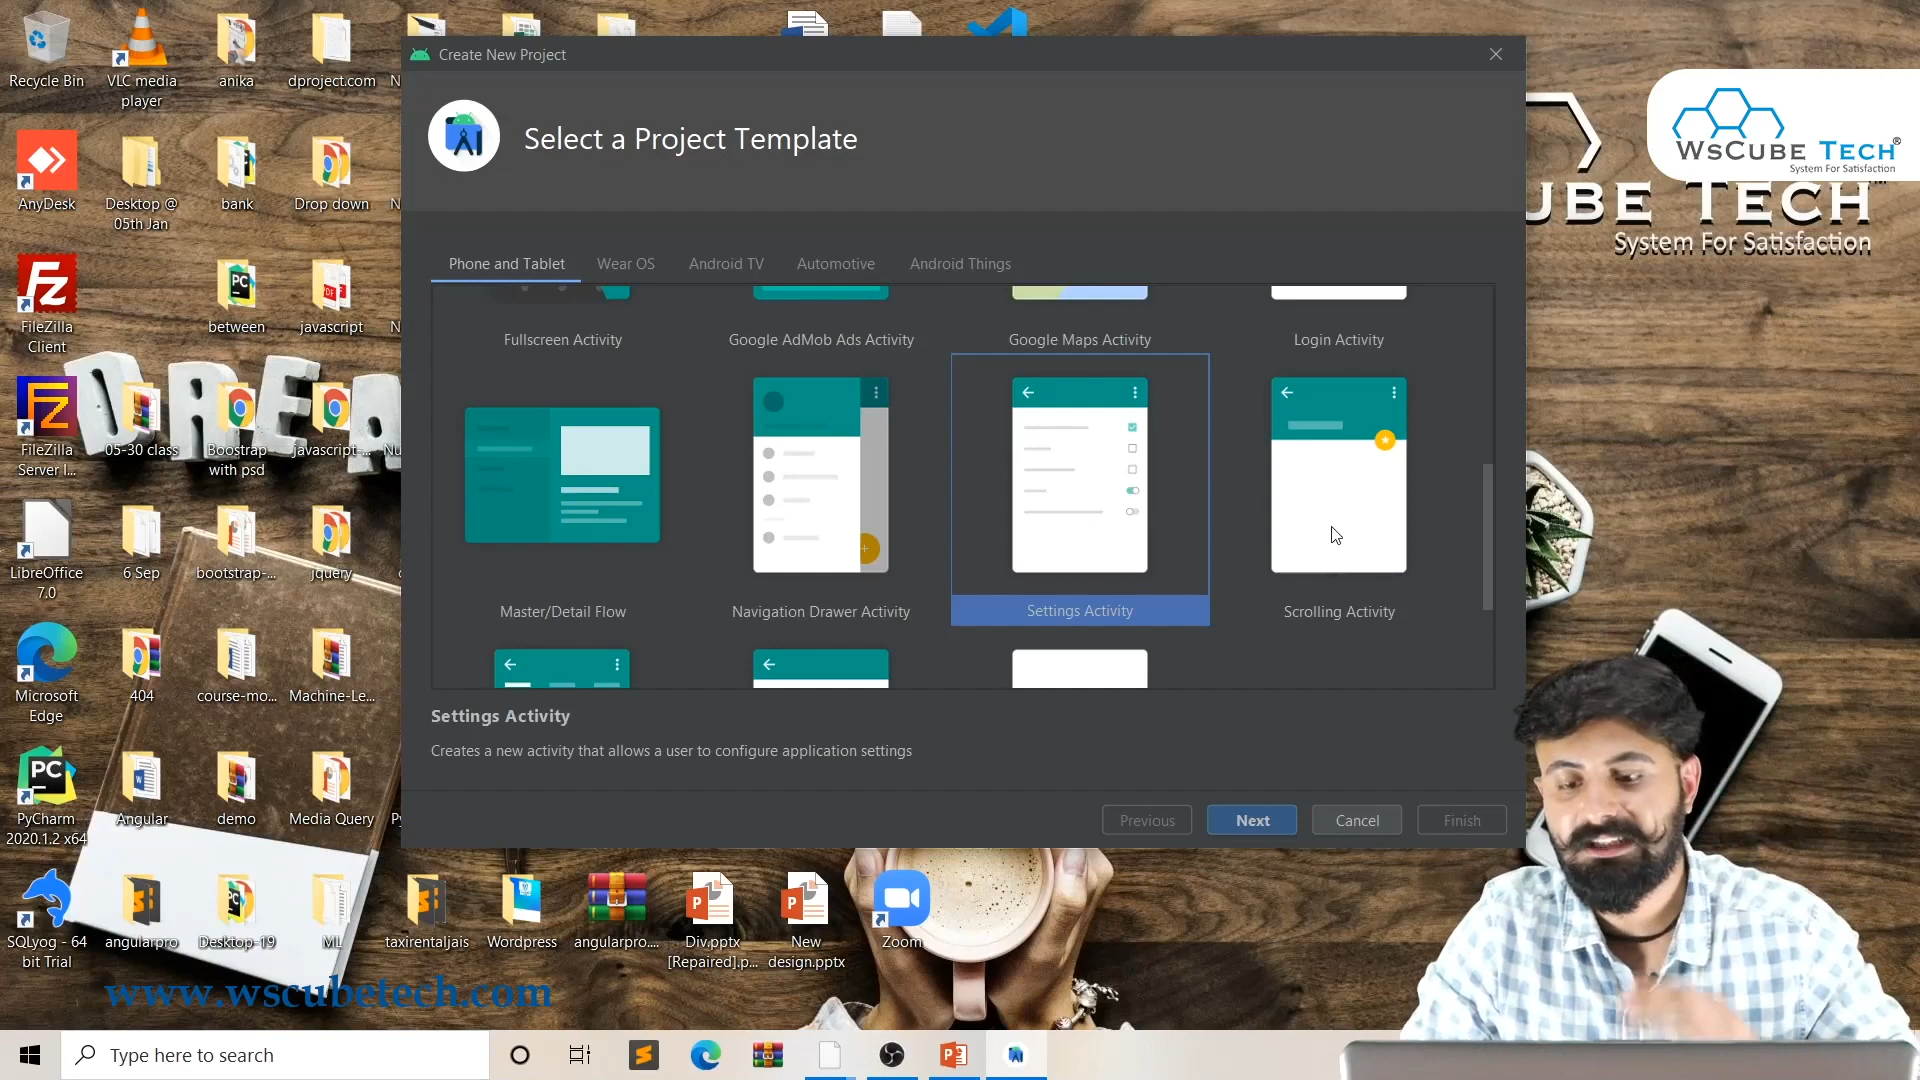 Create New Project
Select a Project Template
Phone and Tablet
Wear OS
Android TV
Automotive
Android Things
Fullscreen Activity
Google AdMob Ads Activity
Google Maps Activity
Login Activity
Master/Detail Flow
Navigation Drawer Activity
Settings Activity
Scrolling Activity
Settings Activity
Creates a new activity that allows a user to configure application settings
Previous
Next
Cancel
Finish
Recycle Bin
VLC media
player
anika
dproject.com
AnyDesk
Desktop @
05th Jan
bank
Drop down
FileZilla
Client
between
javascript
FileZilla
Server I...
05-30 class
Boostrap
with psd
javascript-...
LibreOffice
7.0
6 Sep
bootstrap-...
jquery
Microsoft
Edge
404
course-mo...
Machine-Le...
PyCharm
2020.1.2 x64
Angular
demo
Media Query
SQLyog - 64
bit Trial
angularpro
Desktop-19
ML
taxirentaljais
Wordpress
angularpro....
Div.pptx
[Repaired].p...
New
design.pptx
Zoom
www.wscubetech.com
Type here to search
WsCube Tech®
System For Satisfaction
UBE TECH
System For Satisfaction